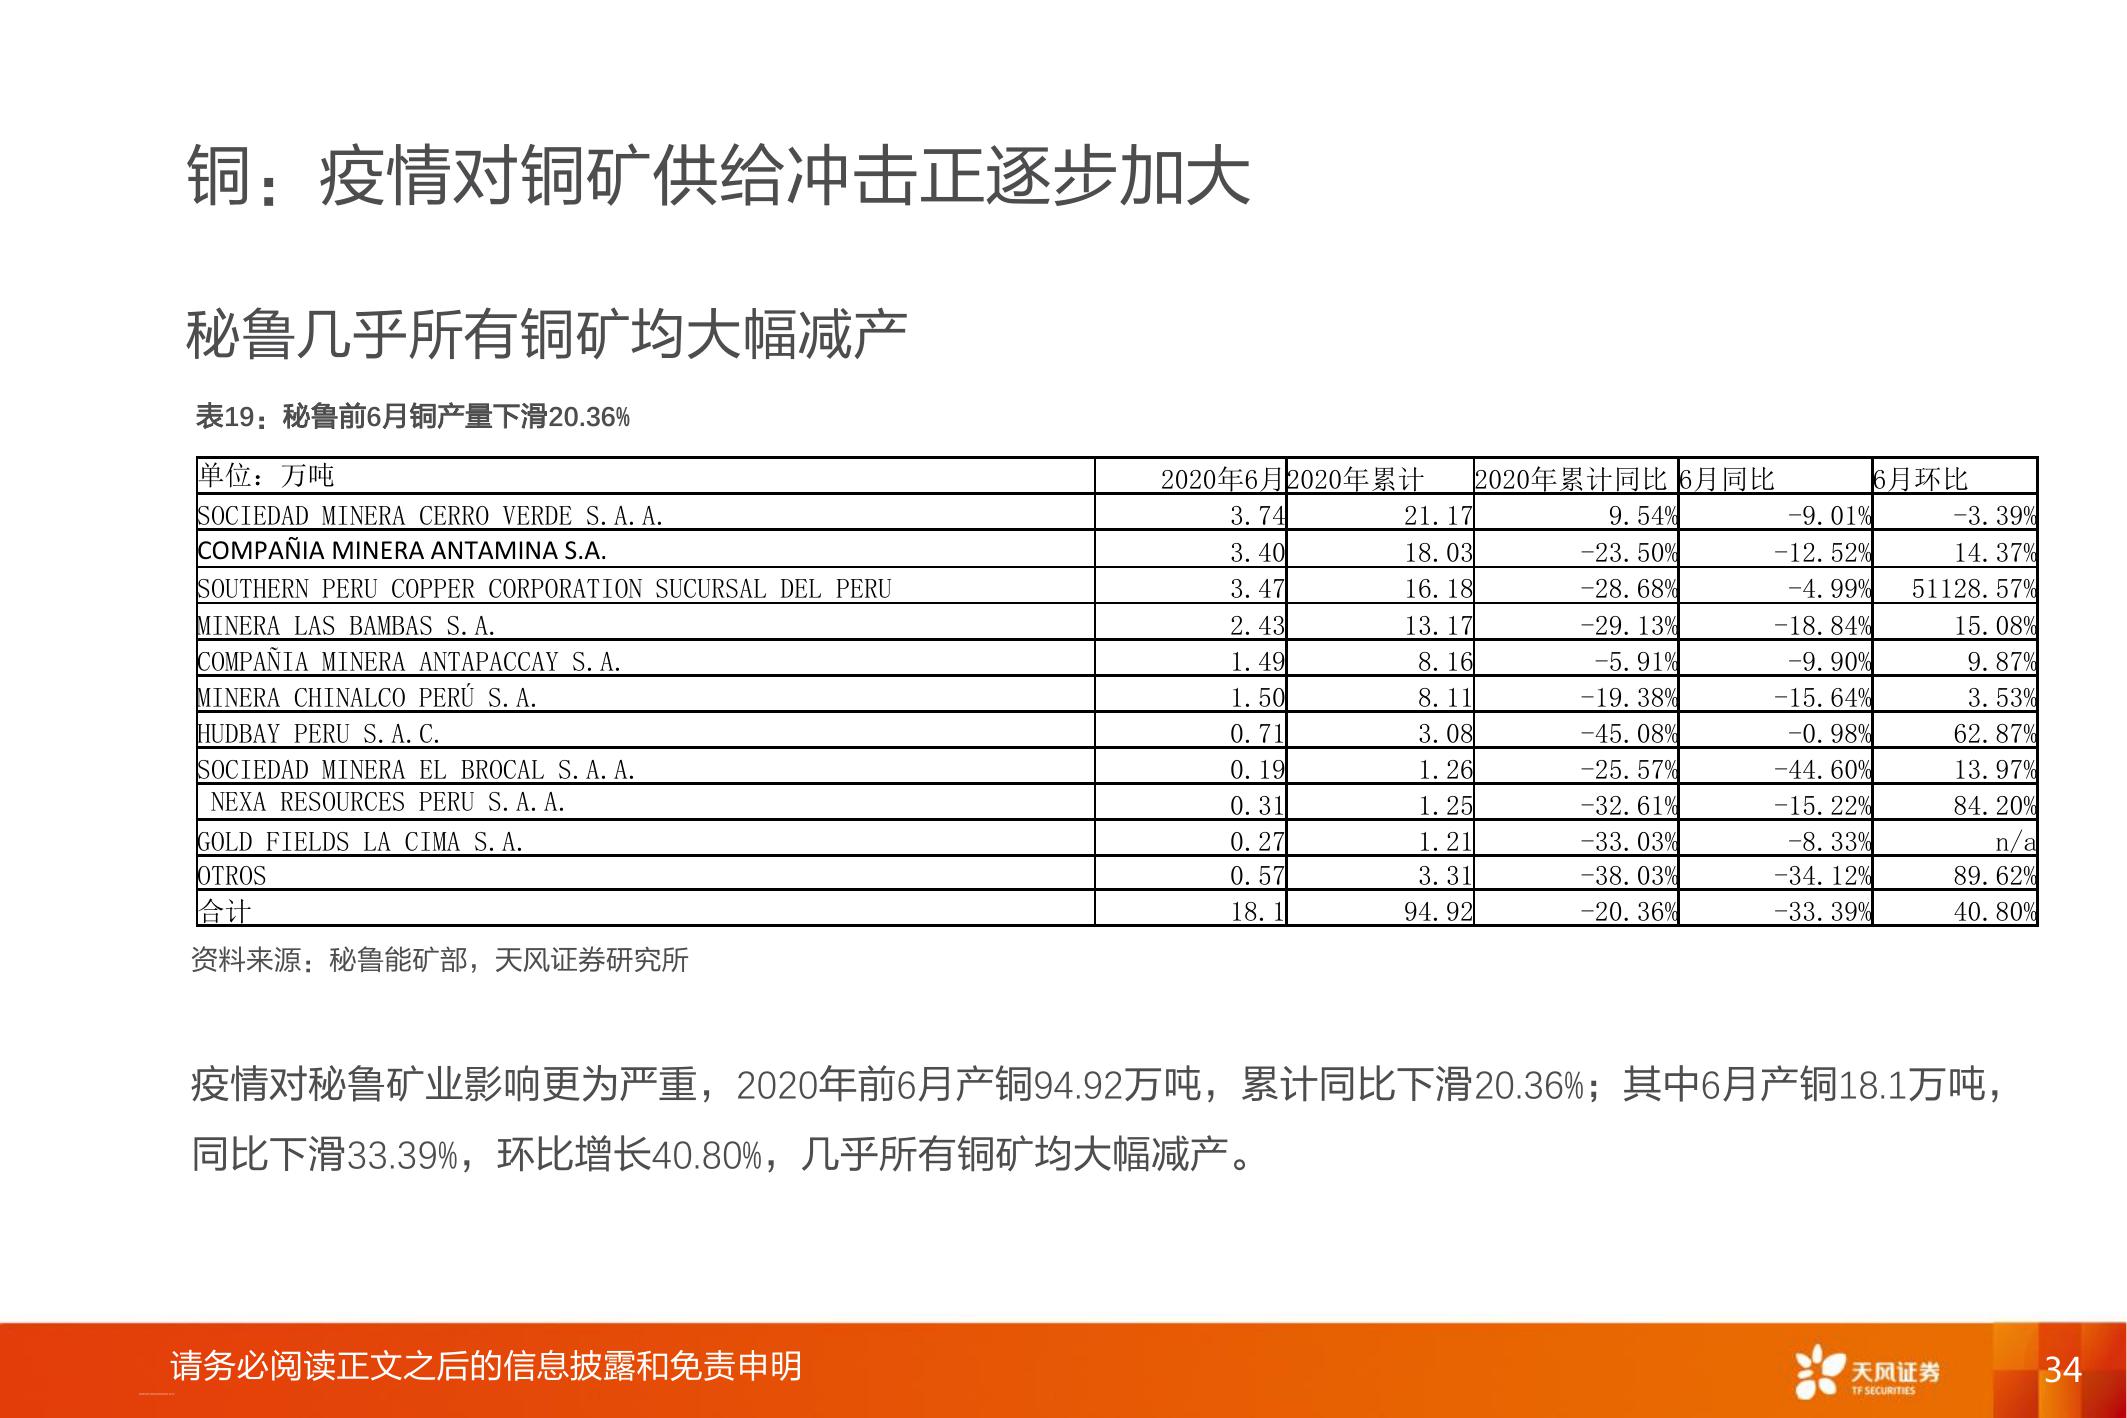 铜：疫情对铜矿供给冲击正逐步加大
秘鲁几乎所有铜矿均大幅减产
表19：秘鲁前6月铜产量下滑20.36%
单位：万吨 2020年6月 2020年累计 2020年累计同比 6月同比 6月环比
SOCIEDAD MINERA CERRO VERDE S.A.A. 3.74 21.17 9.54% -9.01% -3.39%
COMPAÑIA MINERA ANTAMINA S.A. 3.40 18.03 -23.50% -12.52% 14.37%
SOUTHERN PERU COPPER CORPORATION SUCURSAL DEL PERU 3.47 16.18 -28.68% -4.99% 51128.57%
MINERA LAS BAMBAS S.A. 2.43 13.17 -29.13% -18.84% 15.08%
COMPAÑIA MINERA ANTAPACCAY S.A. 1.49 8.16 -5.91% -9.90% 9.87%
MINERA CHINALCO PERÚ S.A. 1.50 8.11 -19.38% -15.64% 3.53%
HUDBAY PERU S.A.C. 0.71 3.08 -45.08% -0.98% 62.87%
SOCIEDAD MINERA EL BROCAL S.A.A. 0.19 1.26 -25.57% -44.60% 13.97%
NEXA RESOURCES PERU S.A.A. 0.31 1.25 -32.61% -15.22% 84.20%
GOLD FIELDS LA CIMA S.A. 0.27 1.21 -33.03% -8.33% n/a
OTROS 0.57 3.31 -38.03% -34.12% 89.62%
合计 18.1 94.92 -20.36% -33.39% 40.80%
资料来源：秘鲁能矿部，天风证券研究所
疫情对秘鲁矿业影响更为严重，2020年前6月产铜94.92万吨，累计同比下滑20.36%；其中6月产铜18.1万吨，
同比下滑33.39%，环比增长40.80%，几乎所有铜矿均大幅减产。
请务必阅读正文之后的信息披露和免责申明
天风证券
TF SECURITIES
34